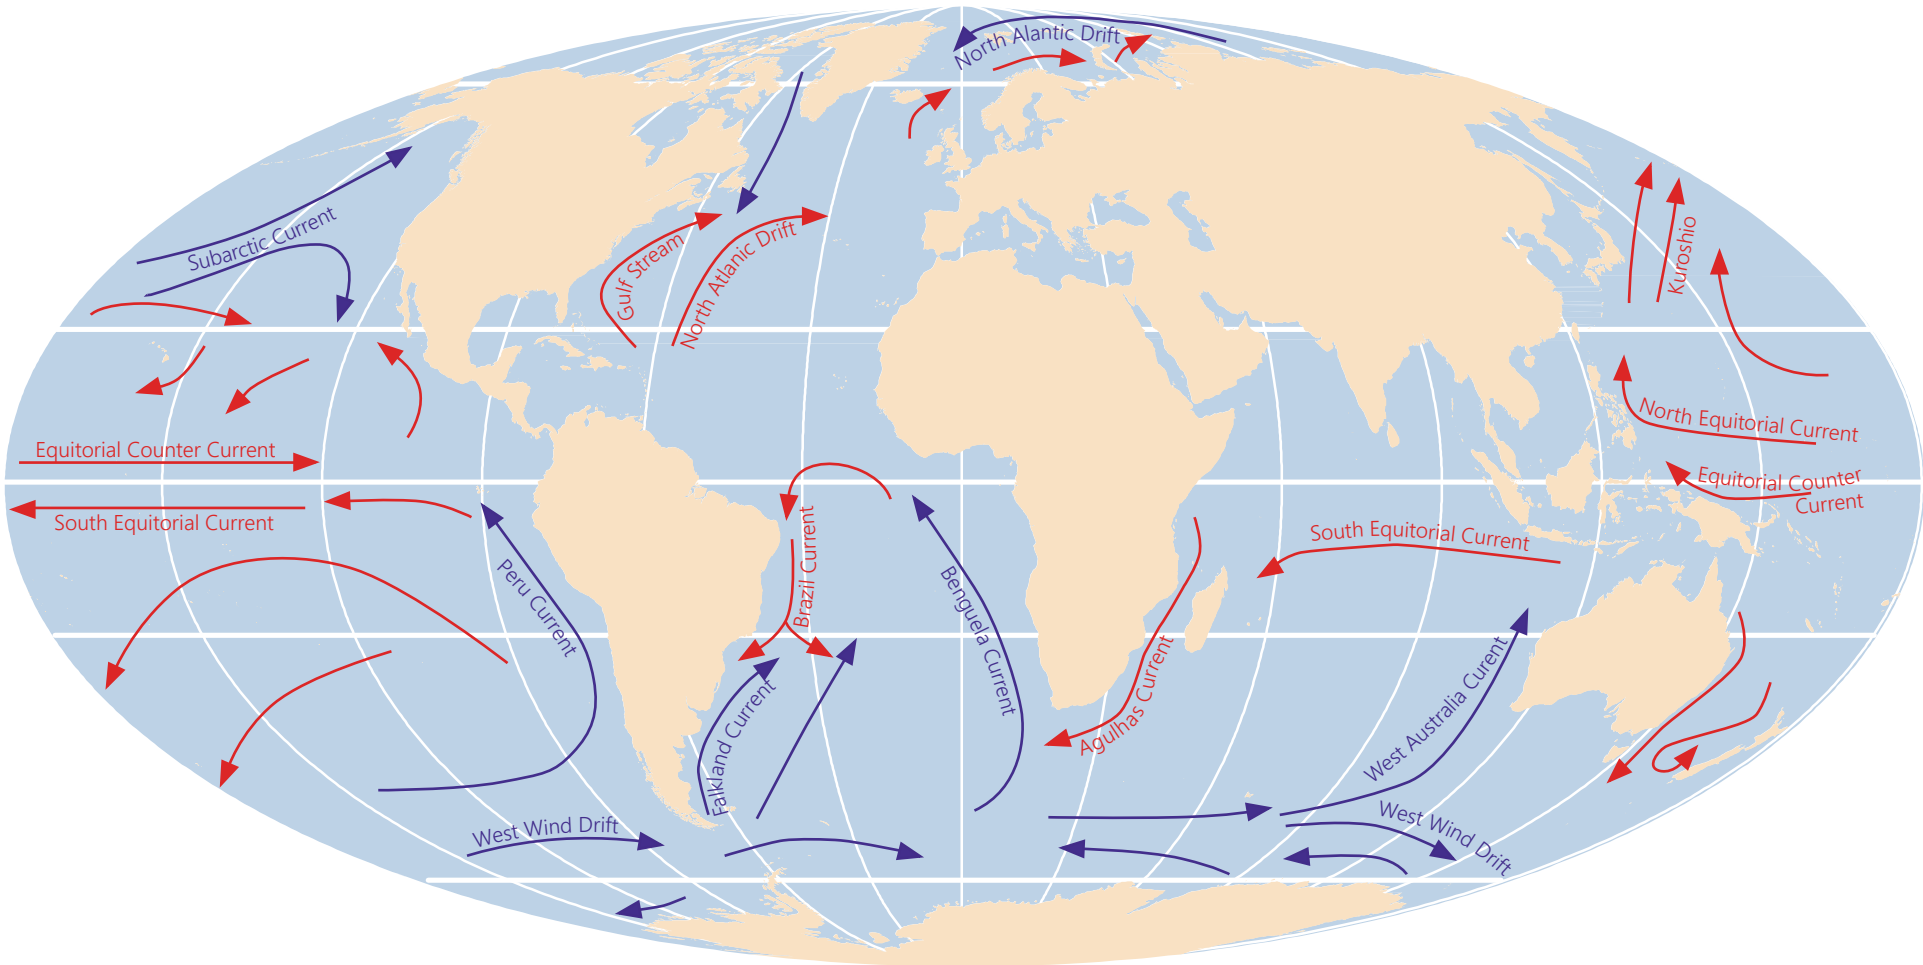 North Alantic Drift
Subarctic Current
Gulf Stream
North Atlanic Drift
Kuroshio
North Equitorial Current
Equitorial Counter Current
Equitorial Counter
Current
South Equitorial Current
South Equitorial Current
Peru Current
Brazil Current
Benguela Current
Agulhas Current
West Australia Curent
Falkland Current
West Wind Drift
West Wind Drift